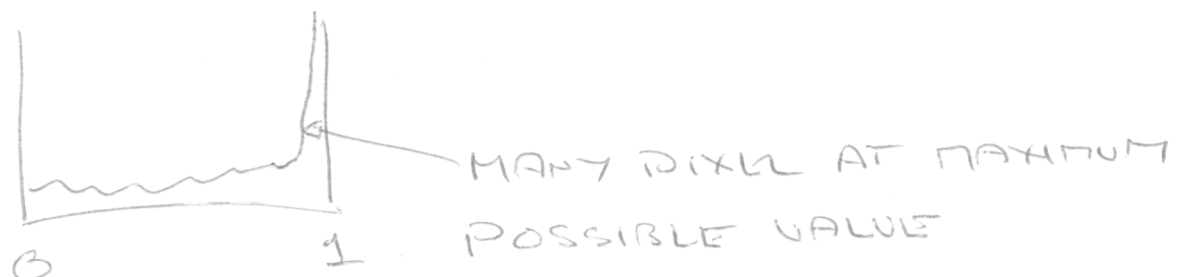 MANY PIXEL AT MAXIMUM
POSSIBLE VALUE
0 1